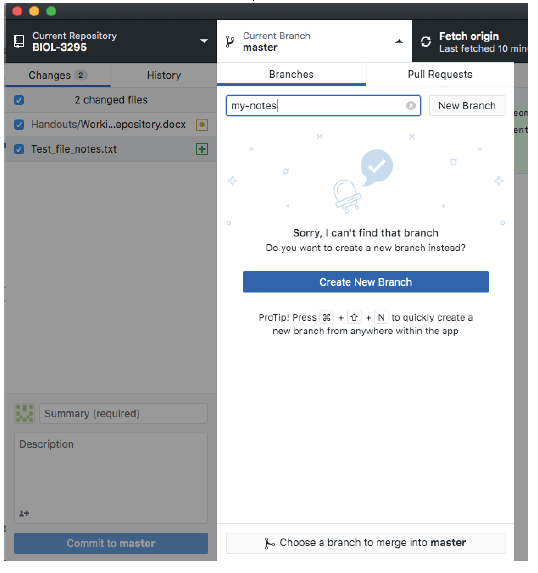 Current Repository
BIOL-3295
Current Branch
master
Fetch origin
Last fetched 10 minu
Changes 2
History
Branches
Pull Requests
2 changed files
my-notes
New Branch
Handouts/Worki...epository.docx
Test_file_notes.txt
Sorry, I can't find that branch
Do you want to create a new branch instead?
Create New Branch
ProTip! Press ⌘ + ⇧ + N to quickly create a
new branch from anywhere within the app
Summary (required)
Description
Commit to master
Choose a branch to merge into master